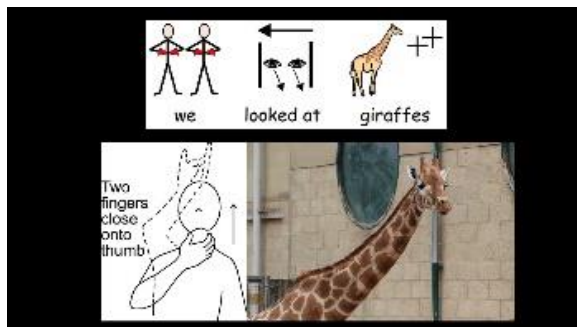 we looked at giraffes
Two
fingers
close
onto
thumb